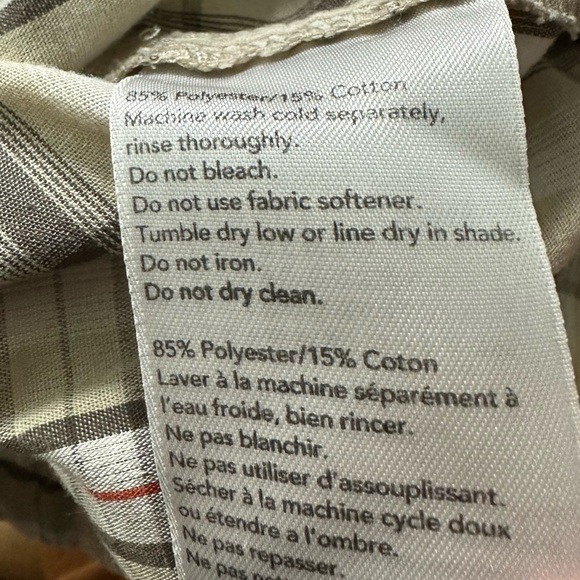 85% Polyester/15% Cotton
Machine wash cold separately,
rinse thoroughly.
Do not bleach.
Do not use fabric softener.
Tumble dry low or line dry in shade.
Do not iron.
Do not dry clean.
85% Polyester/15% Coton
Laver à la machine séparément à
l'eau froide, bien rincer.
Ne pas blanchir.
Ne pas utiliser d'assouplissant.
Sécher à la machine cycle doux
ou étendre a l'ombre.
Ne pas repasser.
Ne pas